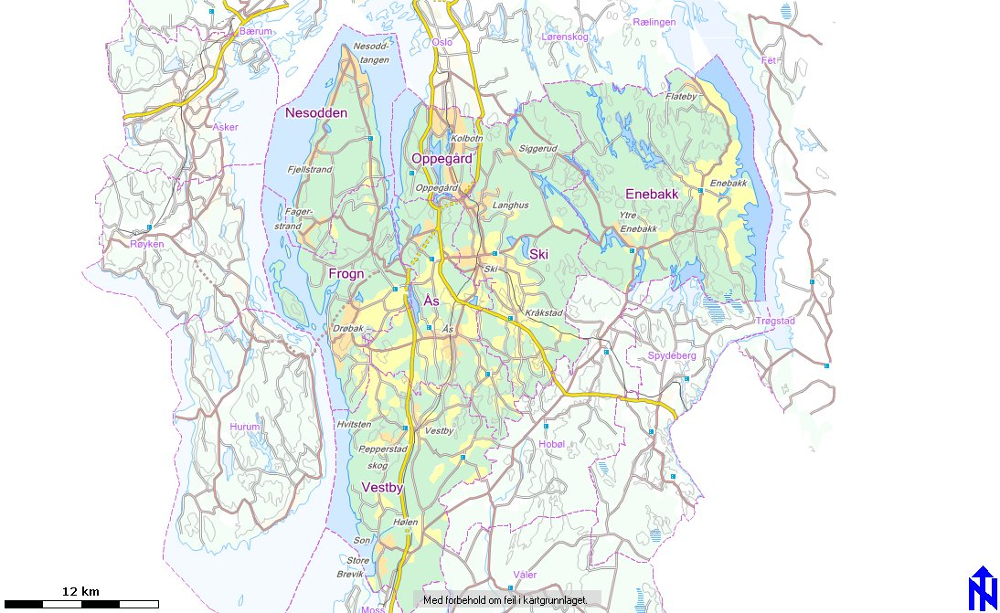 Rælingen
Bærum
Oslo
Lørenskog
Nesodd-
tangen
Fet
Flateby
Nesodden
Asker
Kolbotn
Siggerud
Oppegård
Fjellstrand
Oppegård
Enebakk
Enebakk
Langhus
Fager-
strand
Ytre
Enebakk
Røyken
Ski
Frogn
Ski
Ås
Kråkstad
Trøgstad
Drøbak
Ås
Spydeberg
Hvitsten
Vestby
Hurum
Hobøl
Pepperstad
skog
Vestby
Hølen
Son
Store
Brevik
Våler
Moss
12 km
Med forbehold om feil i kartgrunnlaget.
N